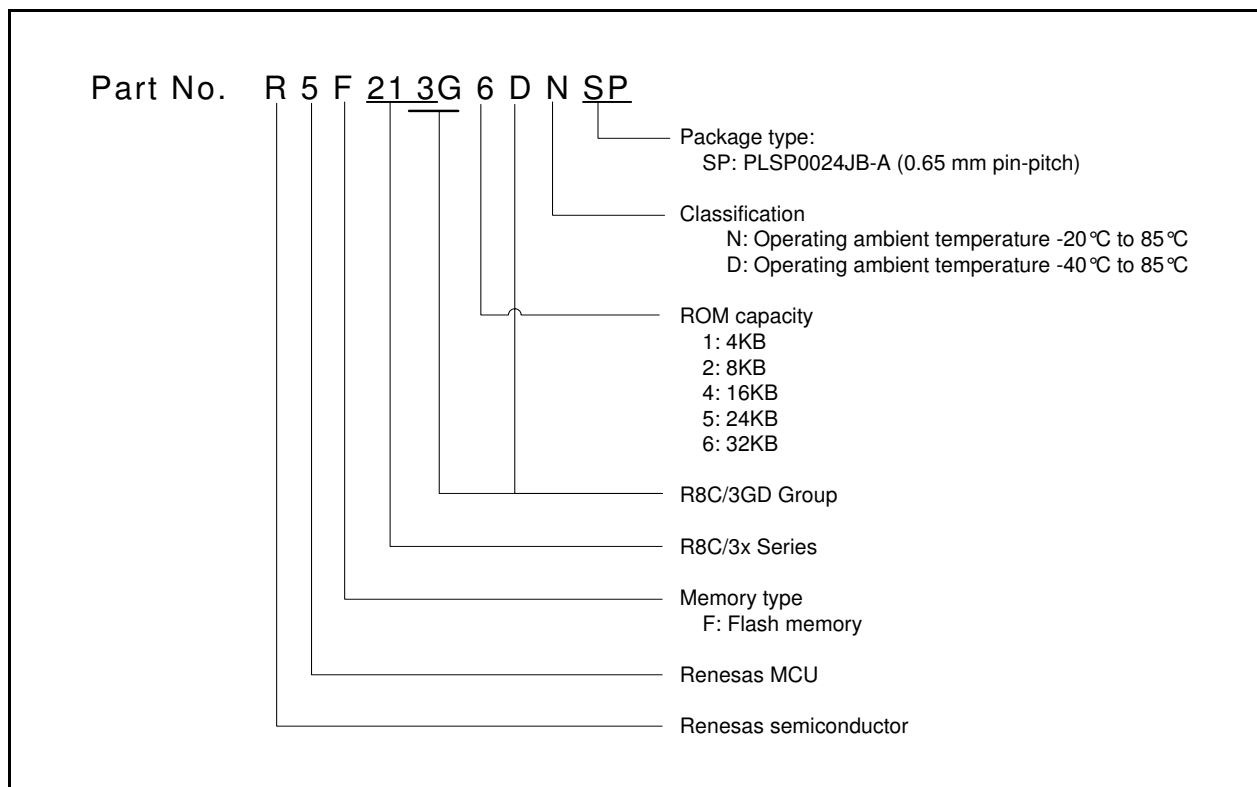 Part No. R 5 F 21 3G 6 D N SP
Package type:
SP: PLSP0024JB-A (0.65 mm pin-pitch)
Classification
N: Operating ambient temperature -20°C to 85°C
D: Operating ambient temperature -40°C to 85°C
ROM capacity
1: 4KB
2: 8KB
4: 16KB
5: 24KB
6: 32KB
R8C/3GD Group
R8C/3x Series
Memory type
F: Flash memory
Renesas MCU
Renesas semiconductor